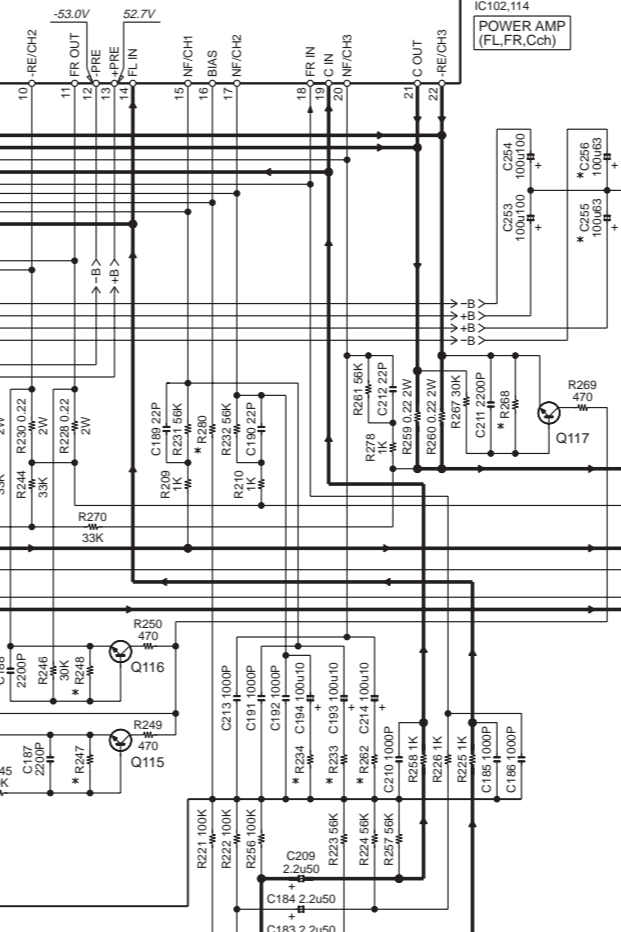 IC102,114
POWER AMP
(FL,FR,Cch)
-53.0V
52.7V
-RE/CH2
FR OUT
-PRE
+PRE
FL IN
NF/CH1
BIAS
NF/CH2
FR IN
C IN
NF/CH3
C OUT
-RE/CH3
10
11
12
13
14
15
16
17
18
19
20
21
22
C254
100u100
C253
100u100
* C256
100u63
* C255
100u63
+
+
+
+
-B
+B
-B
+B
+B
-B
R230 0.22
2W
R228 0.22
2W
R244
33K
C189 22P
R231 56K
* R280
R232 56K
C190 22P
R209
1K
R210
1K
R261 56K
C212 22P
R278
1K
R259 0.22 2W
R260 0.22 2W
R267 30K
C211 2200P
* R268
R269
470
Q117
R270
33K
R250
470
Q116
2200P
R246
30K
* R248
R249
470
Q115
C187
2200P
* R247
C213 1000P
C191 1000P
C192 1000P
C194 100u10
C193 100u10
C214 100u10
+
+
+
* R234
* R233
* R262
C210 1000P
R258 1K
R226 1K
R225 1K
C185 1000P
C186 1000P
R221 100K
R222 100K
R256 100K
R223 56K
R224 56K
R257 56K
C209
2.2u50
+
C184 2.2u50
+
C183 2.2u50